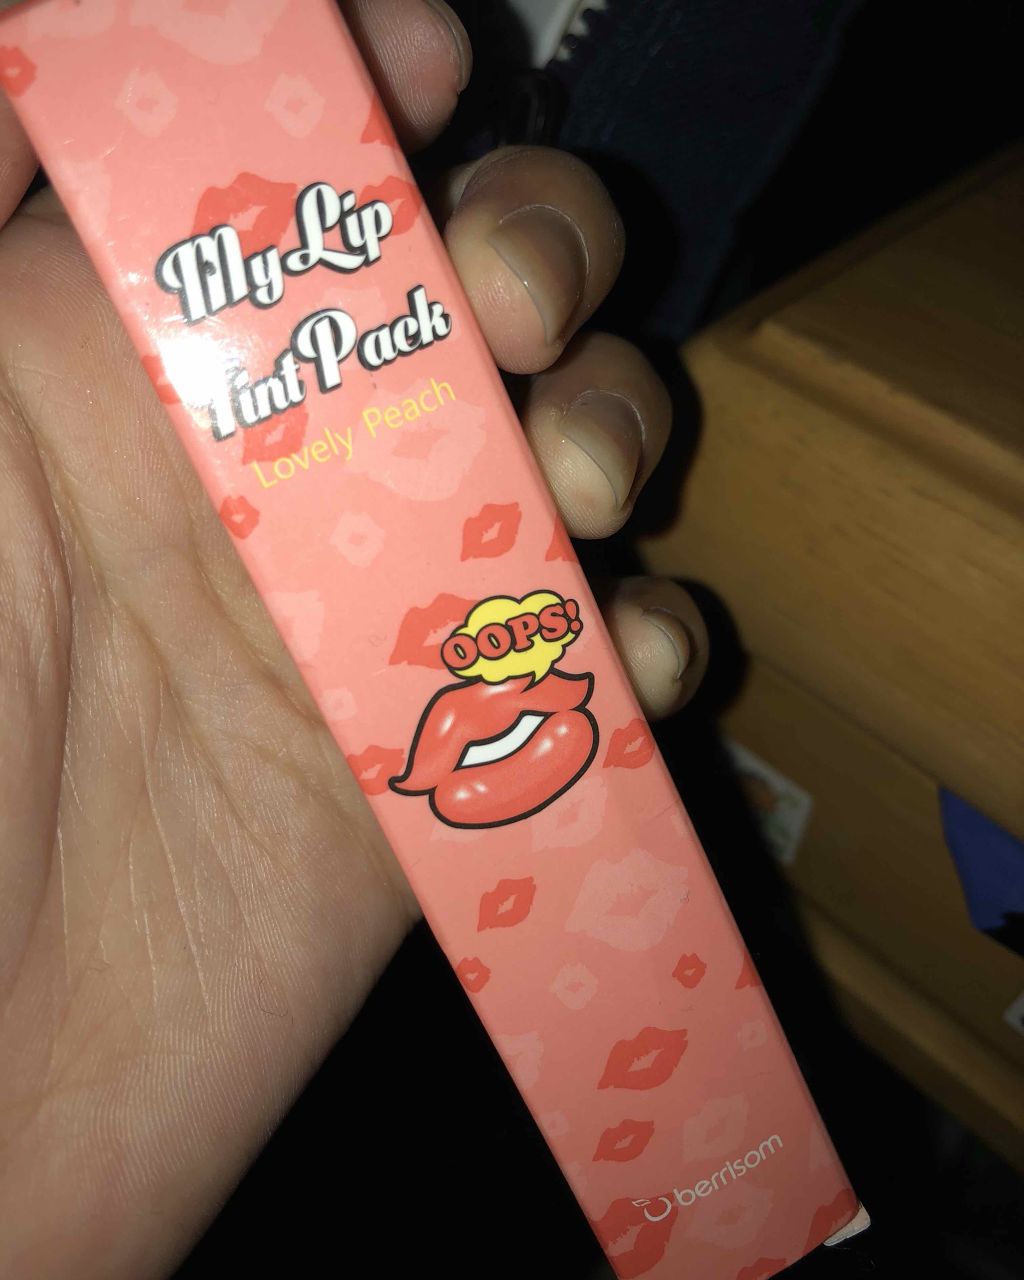 My Lip
Tint Pack
Lovely Peach
OOPS!
berrisom